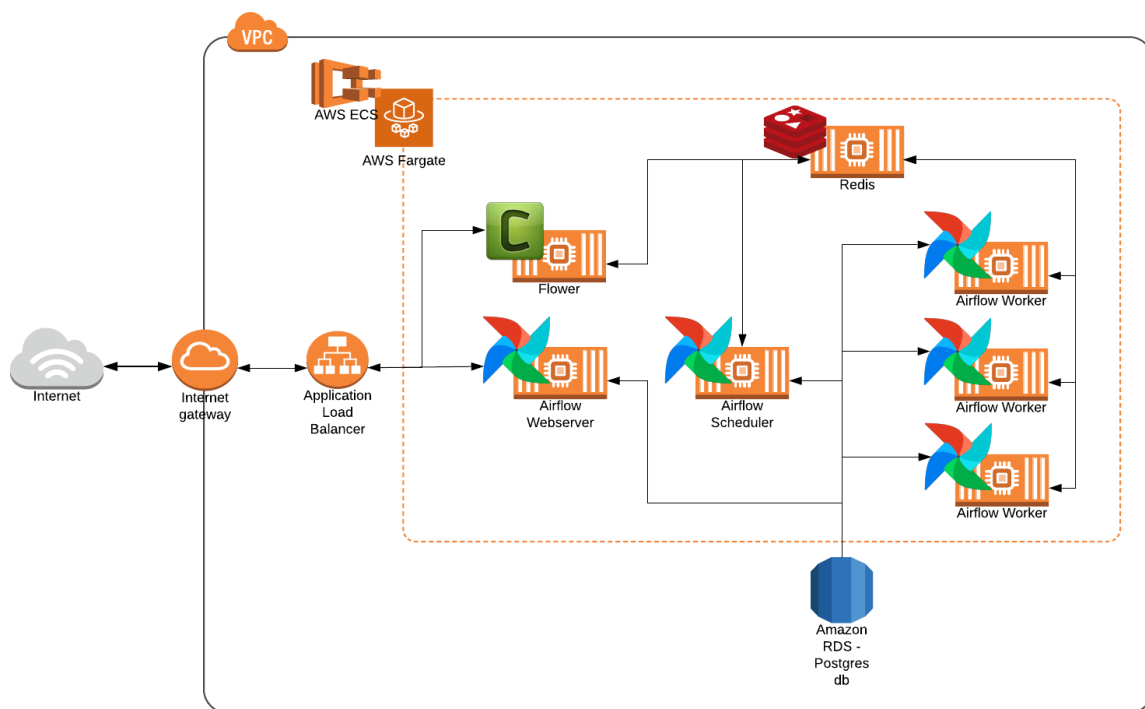 VPC
AWS ECS
AWS Fargate
Redis
C
Flower
Airflow Worker
Internet
Internet
gateway
Application
Load
Balancer
Airflow
Webserver
Airflow
Scheduler
Airflow Worker
Airflow Worker
Amazon
RDS -
Postgres
db